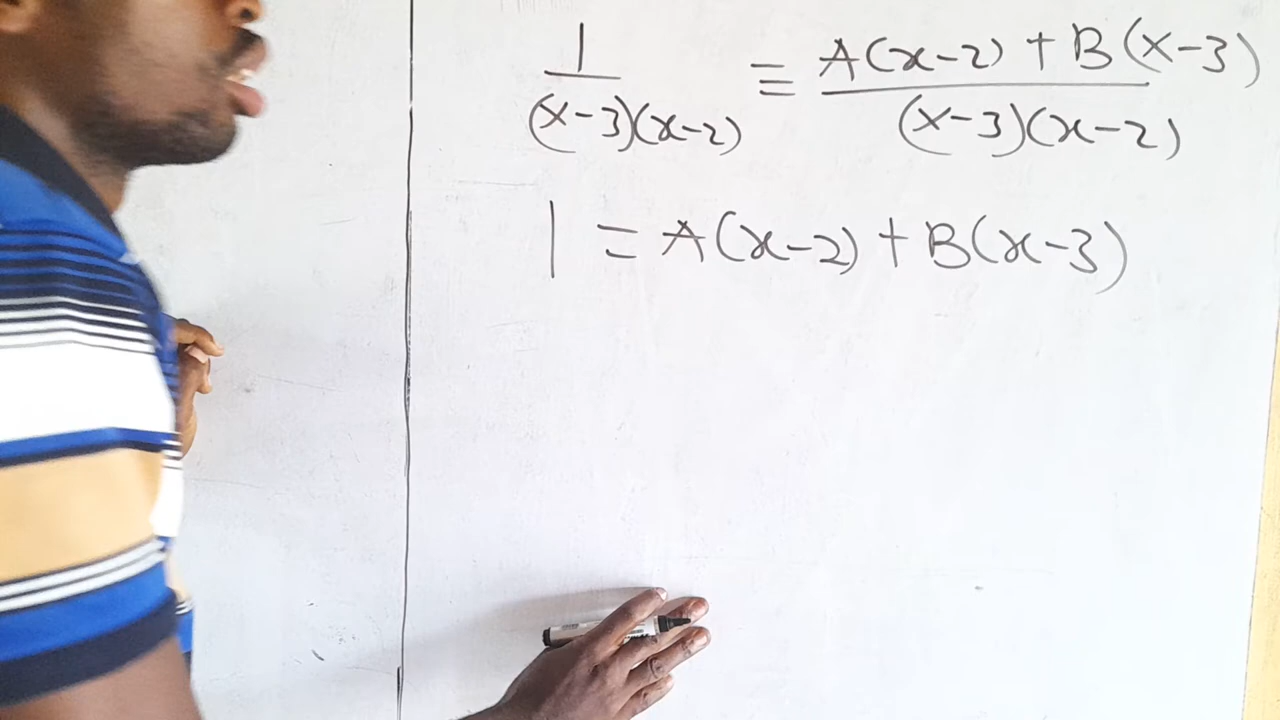 1/((x-3)(x-2)) ≡ (A(x-2) + B(x-3))/((x-3)(x-2))
1 = A(x-2) + B(x-3)